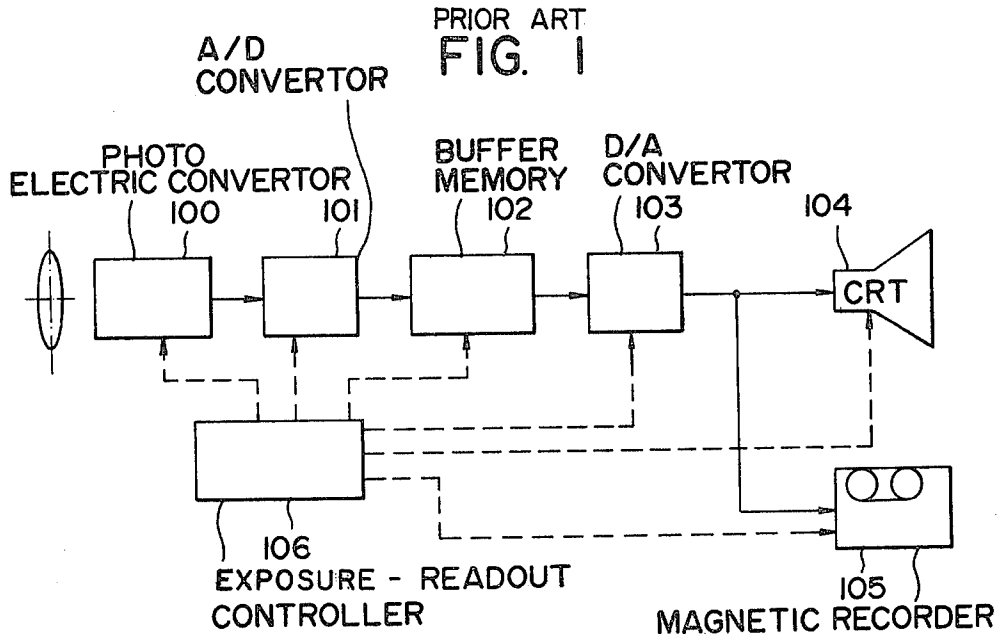 PRIOR ART
FIG. 1
A/D
CONVERTOR
PHOTO
ELECTRIC CONVERTOR
100
101
BUFFER
MEMORY
102
D/A
CONVERTOR
103
104
CRT
106
EXPOSURE - READOUT
CONTROLLER
105
MAGNETIC RECORDER